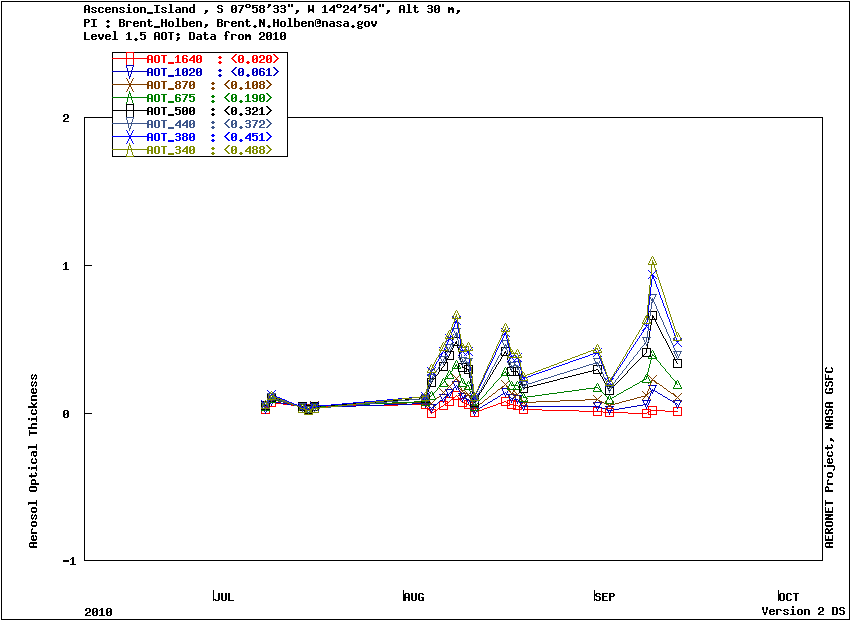 Ascension_Island , S 07°58'33", W 14°24'54", Alt 30 m,
PI : Brent_Holben, Brent.N.Holben@nasa.gov
Level 1.5 AOT; Data from 2010
AOT_1640 : <0.020>
AOT_1020 : <0.061>
AOT_870 : <0.108>
AOT_675 : <0.190>
AOT_500 : <0.321>
AOT_440 : <0.372>
AOT_380 : <0.451>
AOT_340 : <0.488>
2
1
0
-1
Aerosol Optical Thickness
AERONET Project, NASA GSFC
JUL AUG SEP OCT
2010
Version 2 DS